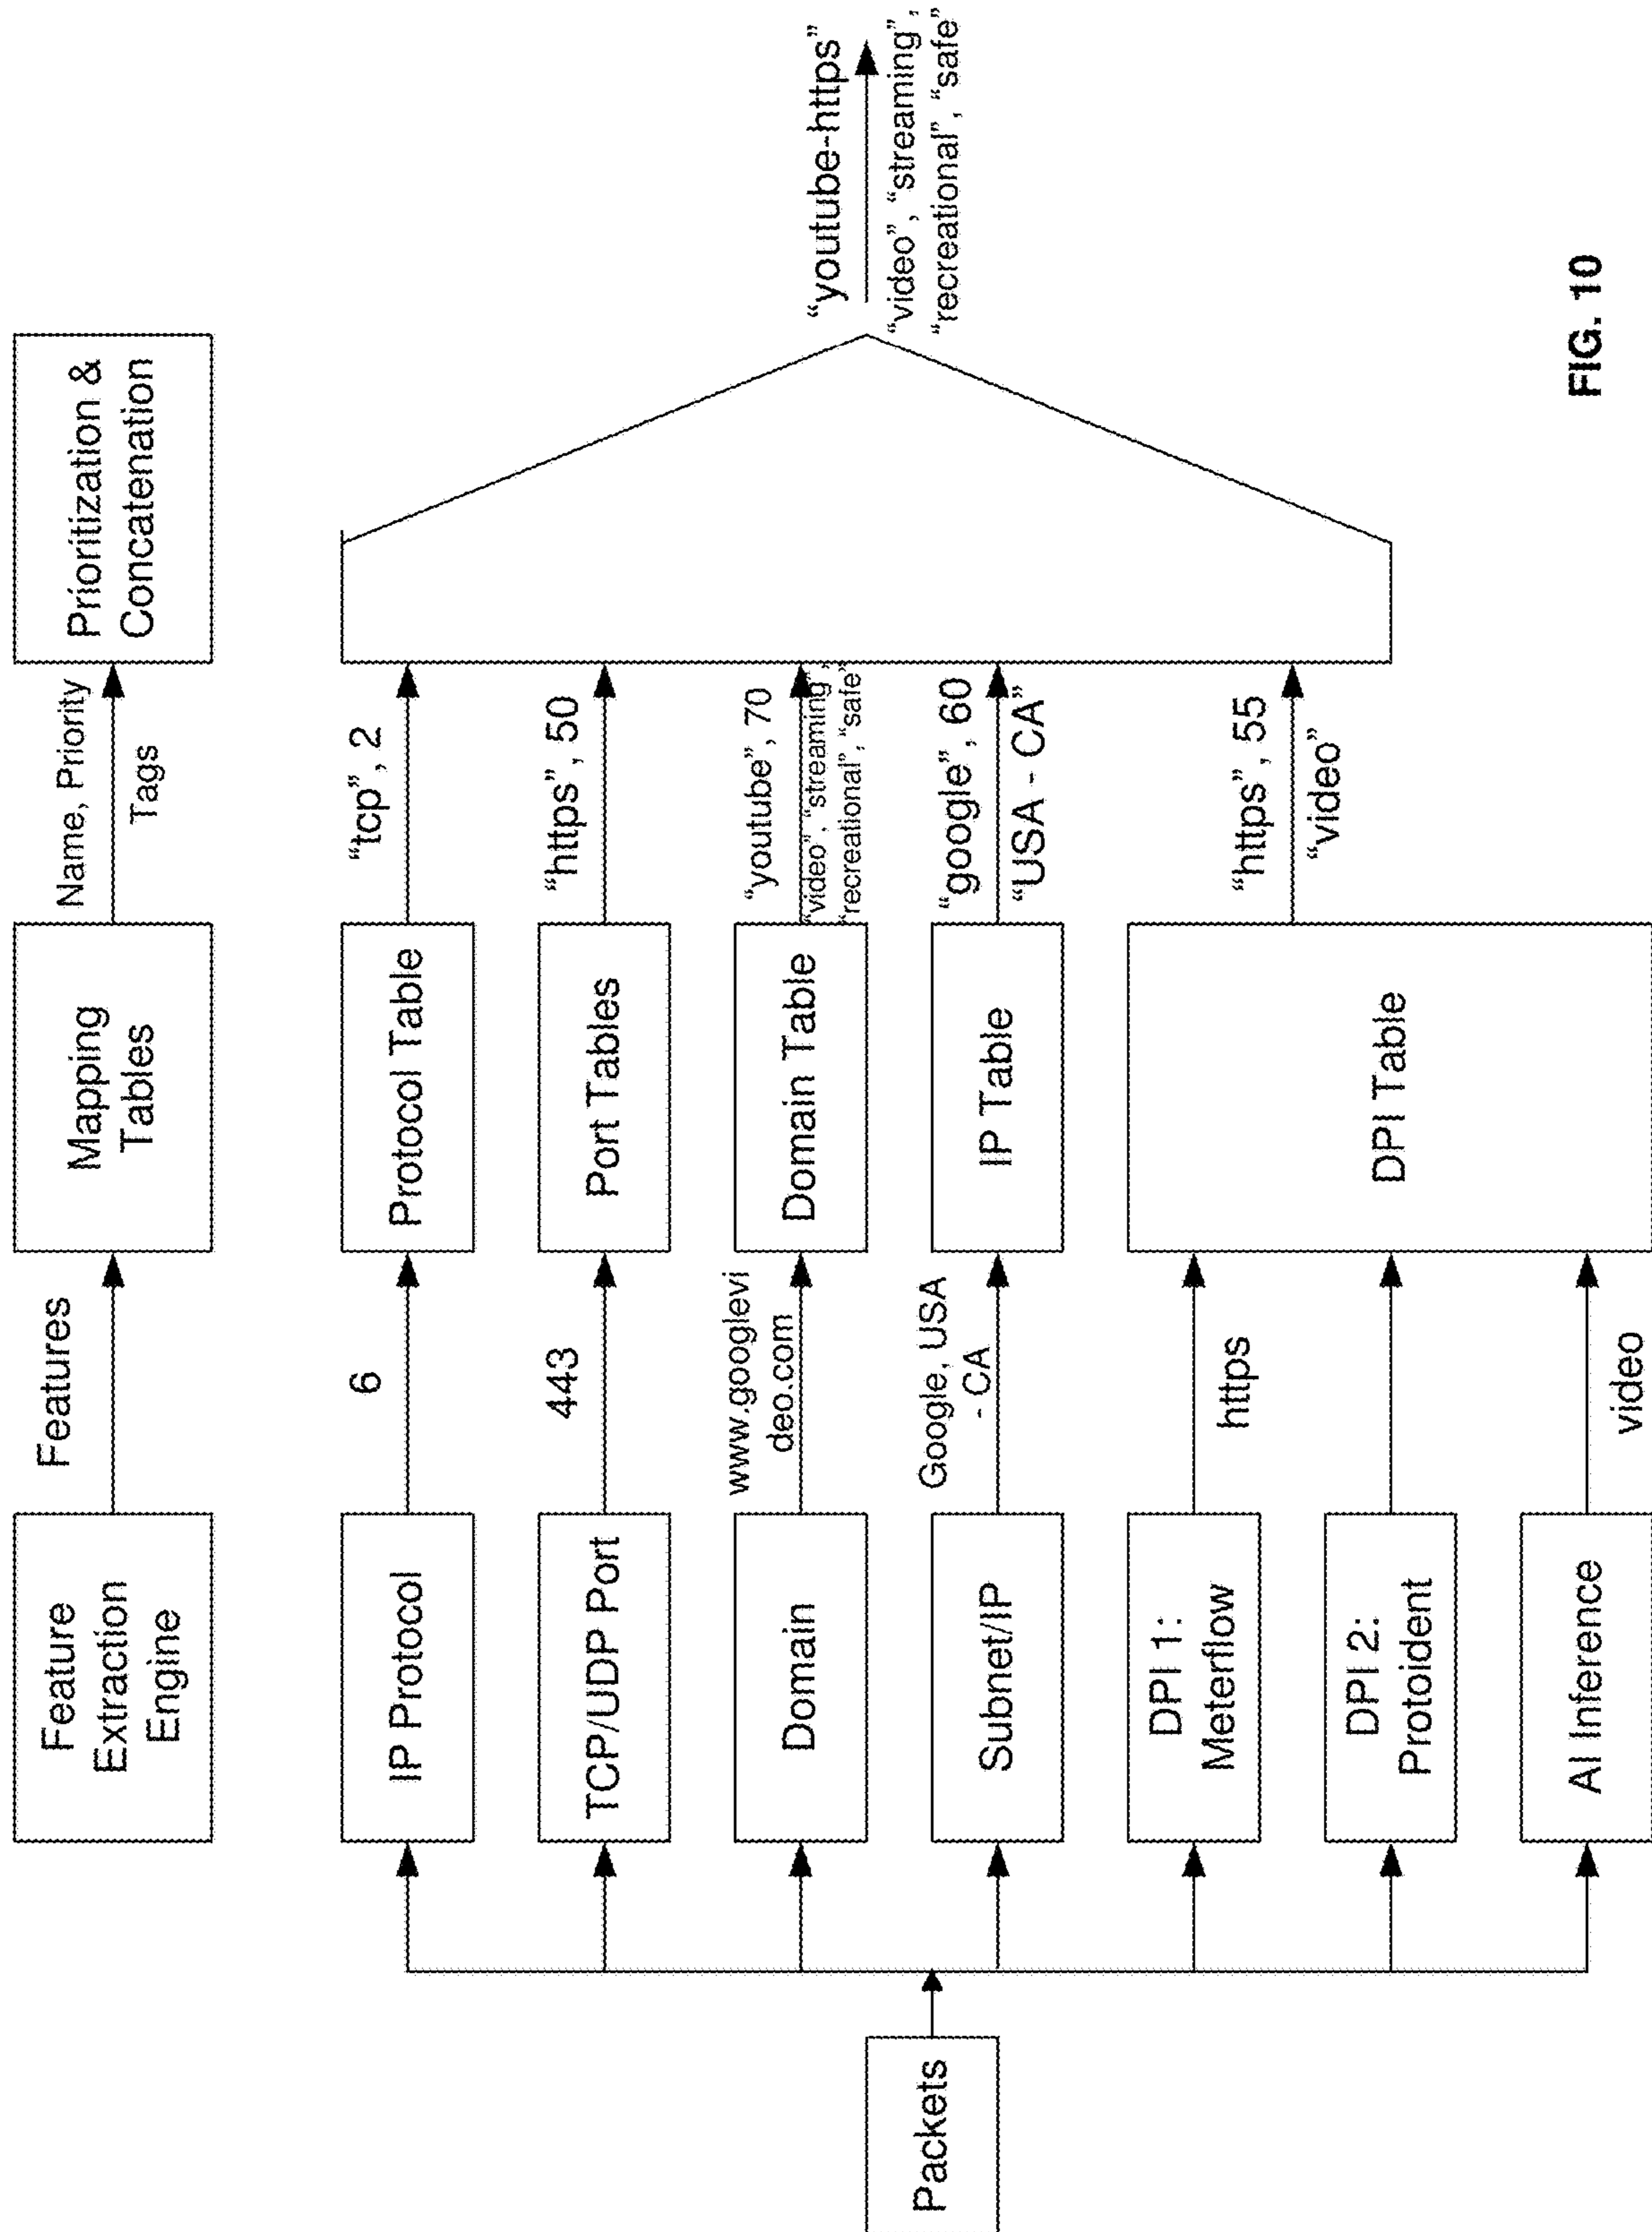 Feature
Extraction
Engine
Features
Mapping
Tables
Name, Priority
Tags
Prioritization &
Concatenation
Packets
IP Protocol
6
Protocol Table
“tcp”, 2
TCP/UDP Port
443
Port Tables
“https”, 50
Domain
www.googlevi
deo.com
Domain Table
“youtube”, 70
“video”, “streaming”,
“recreational”, “safe”
Subnet/IP
Google, USA
- CA
IP Table
“google”, 60
“USA - CA”
DPI 1:
Meterflow
https
DPI 2:
Protoident
AI Inference
video
DPI Table
“https”, 55
“video”
“youtube-https”
“video”, “streaming”,
“recreational”, “safe”
FIG. 10